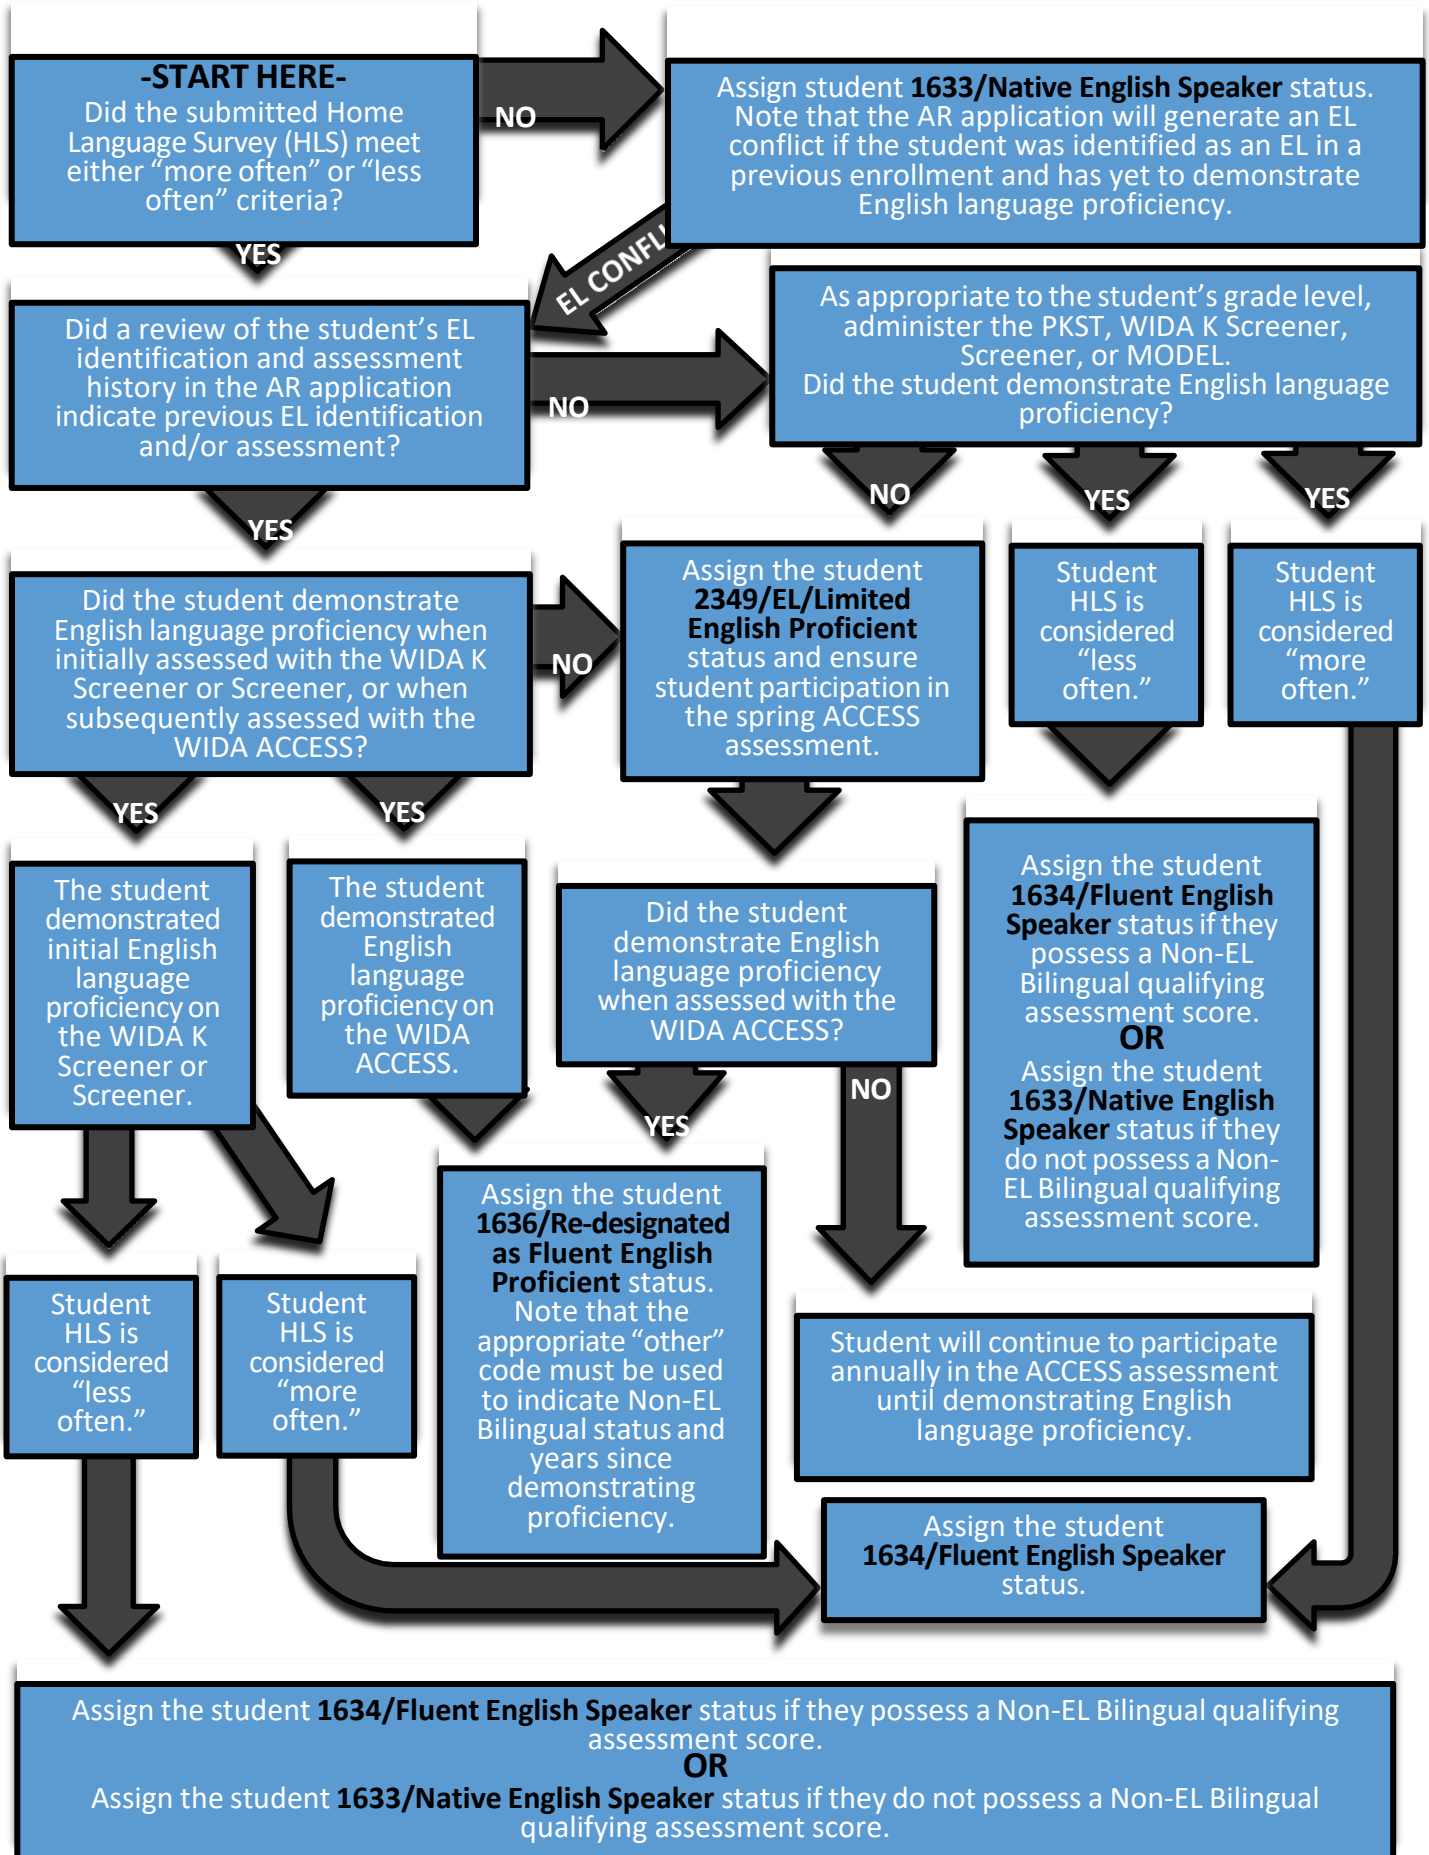 -START HERE-
Did the submitted Home
Language Survey (HLS) meet
either “more often” or “less
often” criteria?
NO
Assign student 1633/Native English Speaker status.
Note that the AR application will generate an EL
conflict if the student was identified as an EL in a
previous enrollment and has yet to demonstrate
English language proficiency.
YES
EL CONFLI
Did a review of the student’s EL
identification and assessment
history in the AR application
indicate previous EL identification
and/or assessment?
NO
As appropriate to the student’s grade level,
administer the PKST, WIDA K Screener,
Screener, or MODEL.
Did the student demonstrate English language
proficiency?
YES
NO
YES
YES
Did the student demonstrate
English language proficiency when
initially assessed with the WIDA K
Screener or Screener, or when
subsequently assessed with the
WIDA ACCESS?
NO
Assign the student
2349/EL/Limited
English Proficient
status and ensure
student participation in
the spring ACCESS
assessment.
Student
HLS is
considered
“less
often.”
Student
HLS is
considered
“more
often.”
YES
YES
The student
demonstrated
initial English
language
proficiency on
the WIDA K
Screener or
Screener.
The student
demonstrated
English
language
proficiency on
the WIDA
ACCESS.
Did the student
demonstrate English
language proficiency
when assessed with the
WIDA ACCESS?
Assign the student
1634/Fluent English
Speaker status if they
possess a Non-EL
Bilingual qualifying
assessment score.
OR
Assign the student
1633/Native English
Speaker status if they
do not possess a Non-
EL Bilingual qualifying
assessment score.
YES
NO
Student
HLS is
considered
“less
often.”
Student
HLS is
considered
“more
often.”
Assign the student
1636/Re-designated
as Fluent English
Proficient status.
Note that the
appropriate “other”
code must be used
to indicate Non-EL
Bilingual status and
years since
demonstrating
proficiency.
Student will continue to participate
annually in the ACCESS assessment
until demonstrating English
language proficiency.
Assign the student
1634/Fluent English Speaker
status.
Assign the student 1634/Fluent English Speaker status if they possess a Non-EL Bilingual qualifying
assessment score.
OR
Assign the student 1633/Native English Speaker status if they do not possess a Non-EL Bilingual
qualifying assessment score.